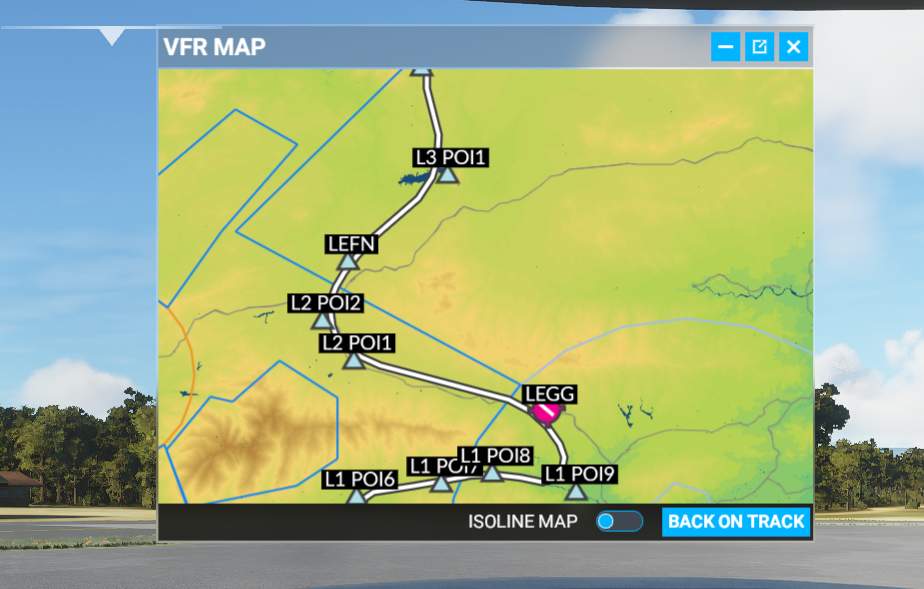 VFR MAP
L3 POI1
LEFN
L2 POI2
L2 POI1
LEGG
L1 POI8
L1 POI7
L1 POI9
L1 POI6
ISOLINE MAP
BACK ON TRACK